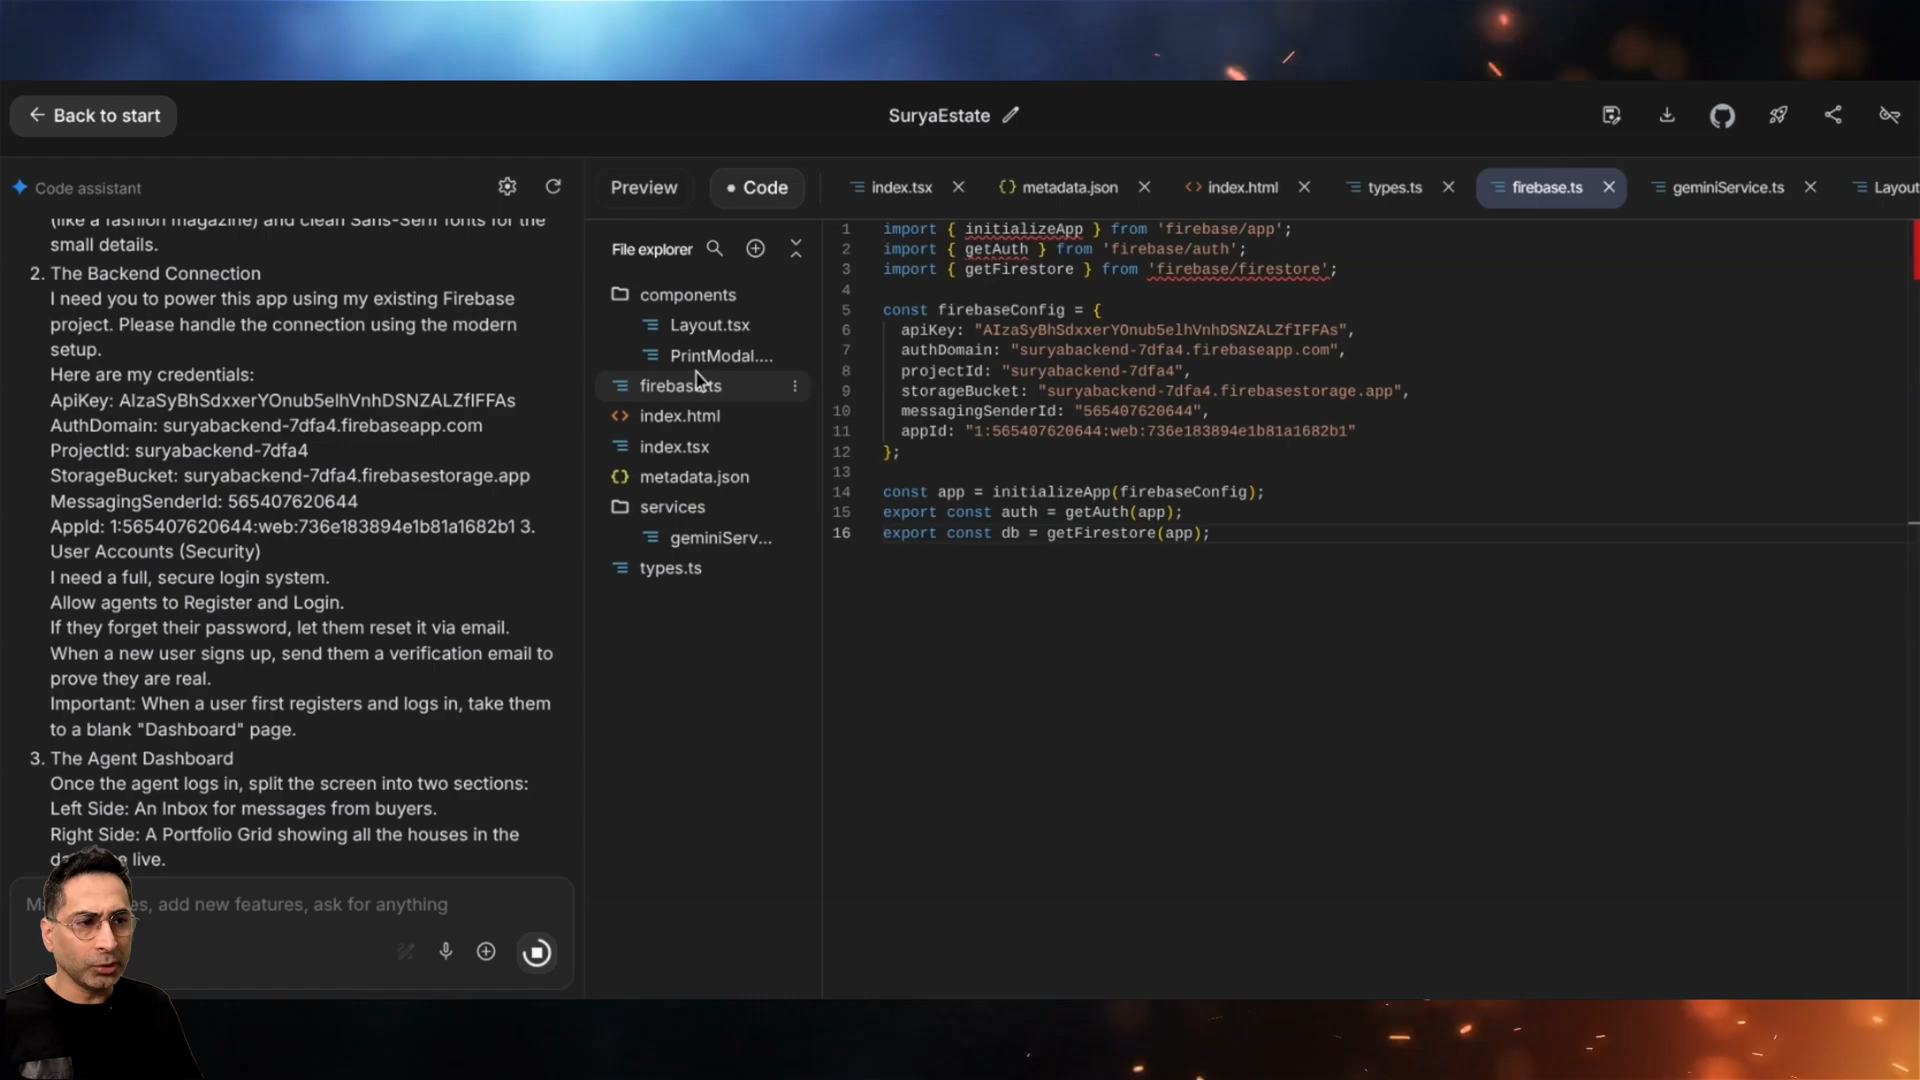 Back to start
SuryaEstate
Code assistant
(like a fashion magazine) and clean Sans-Serif fonts for the
small details.
2. The Backend Connection
I need you to power this app using my existing Firebase
project. Please handle the connection using the modern
setup.
Here are my credentials:
ApiKey: AIzaSyBhSdxxerYOnub5elhVnhDSNZALZfIFFAs
AuthDomain: suryabackend-7dfa4.firebaseapp.com
ProjectId: suryabackend-7dfa4
StorageBucket: suryabackend-7dfa4.firebasestorage.app
MessagingSenderId: 565407620644
AppId: 1:565407620644:web:736e183894e1b81a1682b1 3.
User Accounts (Security)
I need a full, secure login system.
Allow agents to Register and Login.
If they forget their password, let them reset it via email.
When a new user signs up, send them a verification email to
prove they are real.
Important: When a user first registers and logs in, take them
to a blank "Dashboard" page.
3. The Agent Dashboard
Once the agent logs in, split the screen into two sections:
Left Side: An Inbox for messages from buyers.
Right Side: A Portfolio Grid showing all the houses in the
live.
add new features, ask for anything
Preview
Code
index.tsx
metadata.json
index.html
types.ts
firebase.ts
geminiService.ts
Layout
File explorer
components
Layout.tsx
PrintModal....
index.html
index.tsx
metadata.json
services
geminiServ...
types.ts
1 import { initializeApp } from 'firebase/app';
2 import { getAuth } from 'firebase/auth';
3 import { getFirestore } from 'firebase/firestore';
4
5 const firebaseConfig = {
6 apiKey: "AIzaSyBhSdxxerYOnub5elhVnhDSNZALZfIFFAs",
7 authDomain: "suryabackend-7dfa4.firebaseapp.com",
8 projectId: "suryabackend-7dfa4",
9 storageBucket: "suryabackend-7dfa4.firebasestorage.app",
10 messagingSenderId: "565407620644",
11 appId: "1:565407620644:web:736e183894e1b81a1682b1"
12 };
13
14 const app = initializeApp(firebaseConfig);
15 export const auth = getAuth(app);
16 export const db = getFirestore(app);